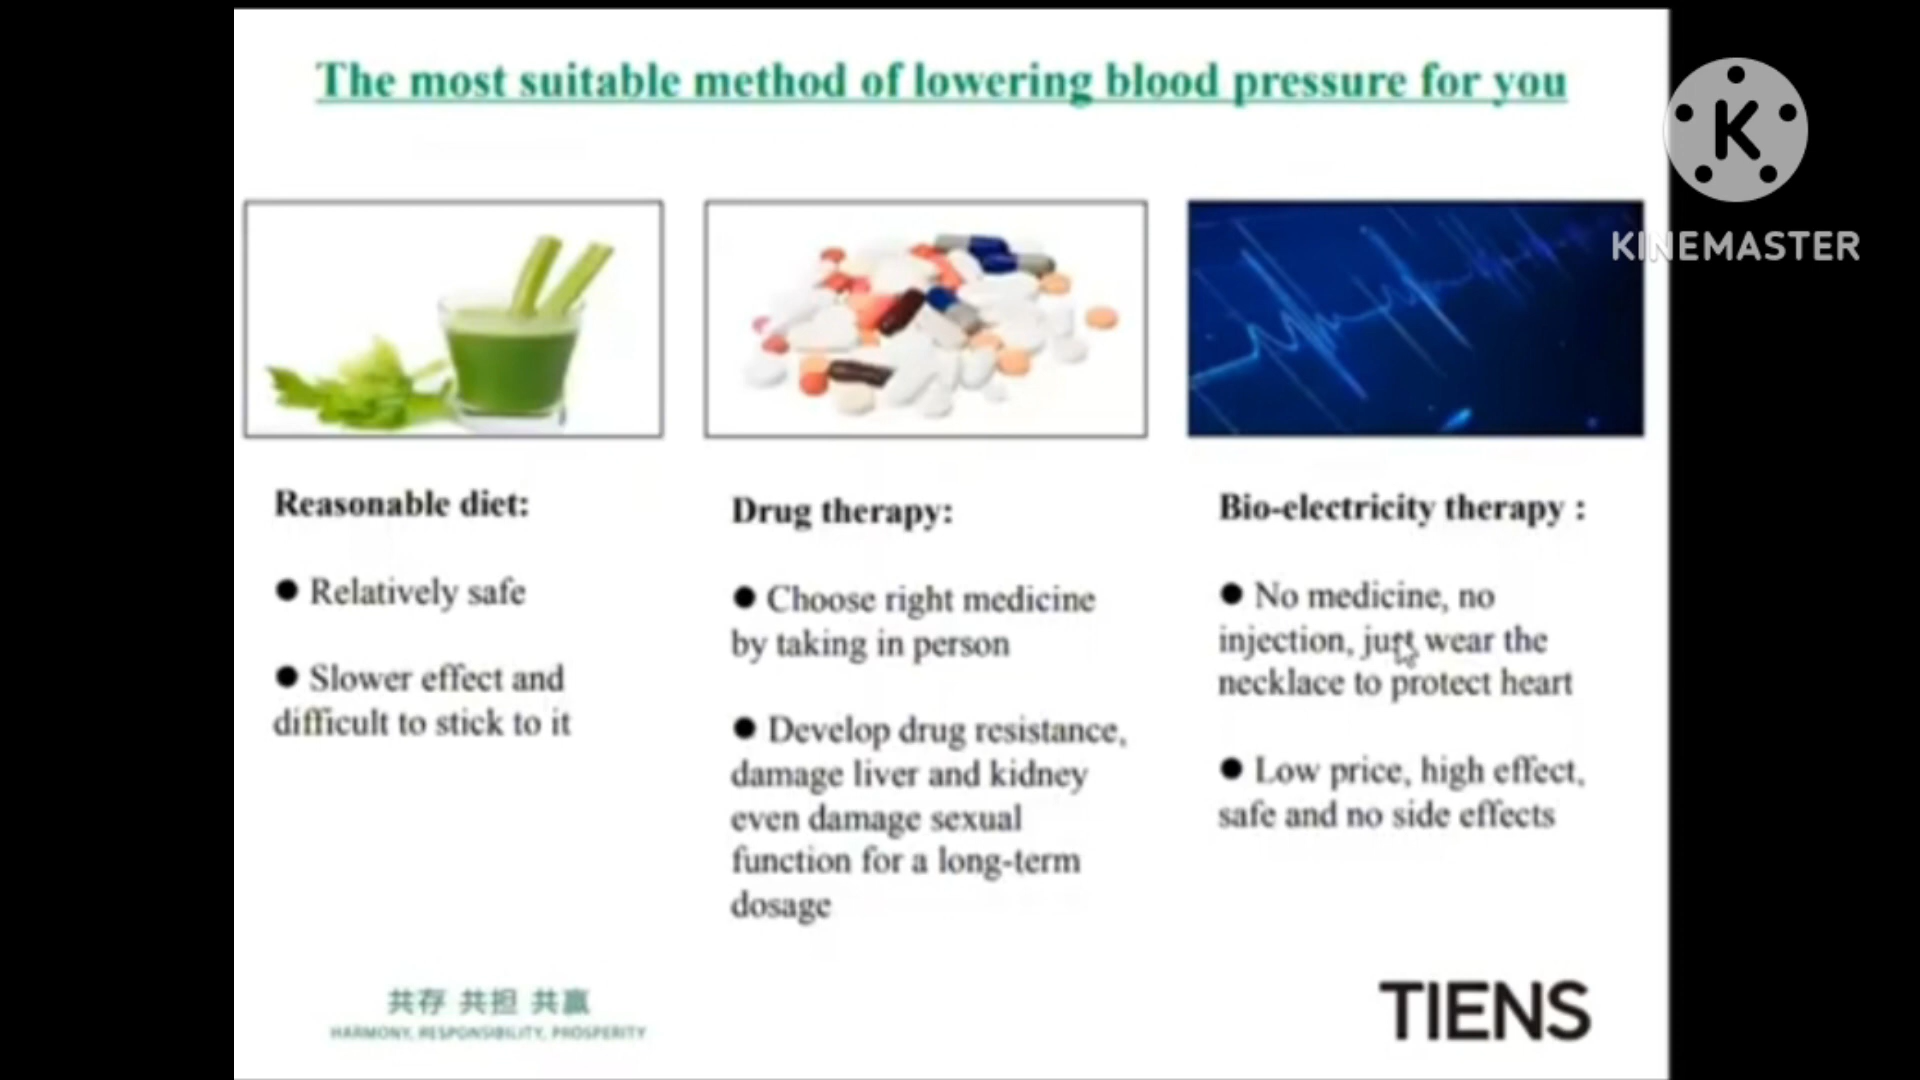 The most suitable method of lowering blood pressure for you
KINEMASTER
Reasonable diet:
● Relatively safe
● Slower effect and
difficult to stick to it
Drug therapy:
● Choose right medicine
by taking in person
● Develop drug resistance,
damage liver and kidney
even damage sexual
function for a long-term
dosage
Bio-electricity therapy :
● No medicine, no
injection, just wear the
necklace to protect heart
● Low price, high effect,
safe and no side effects
共存 共担 共赢
HARMONY, RESPONSIBILITY, PROSPERITY
TIENS